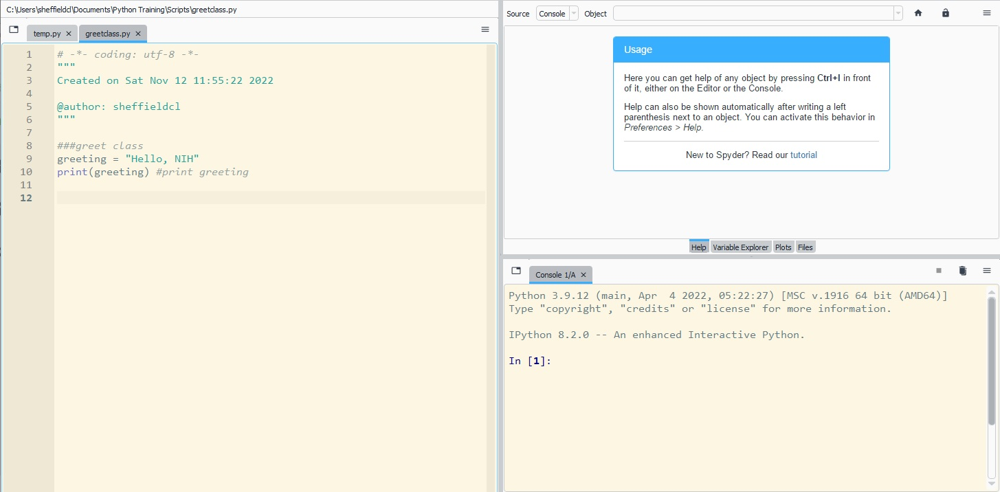 C:\Users\sheffieldcl\Documents\Python Training\Scripts\greetclass.py
temp.py
greetclass.py
1 # -*- coding: utf-8 -*-
2 """
3 Created on Sat Nov 12 11:55:22 2022
4
5 @author: sheffieldcl
6 """
7
8 ###greet class
9 greeting = "Hello, NIH"
10 print(greeting) #print greeting
11
12
Source Console Object
Usage
Here you can get help of any object by pressing Ctrl+I in front
of it, either on the Editor or the Console.
Help can also be shown automatically after writing a left
parenthesis next to an object. You can activate this behavior in
Preferences > Help.
New to Spyder? Read our tutorial
Help Variable Explorer Plots Files
Console 1/A
Python 3.9.12 (main, Apr  4 2022, 05:22:27) [MSC v.1916 64 bit (AMD64)]
Type "copyright", "credits" or "license" for more information.
IPython 8.2.0 -- An enhanced Interactive Python.
In [1]: